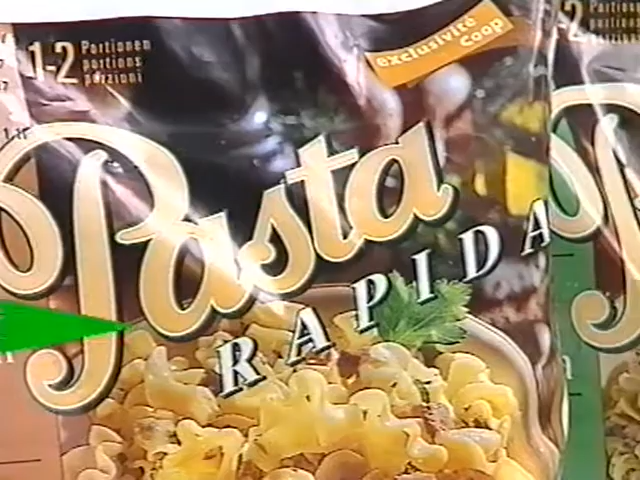 1-2 Portionen
portions
porzioni
exclusivité
Coop
Pasta
RAPIDA